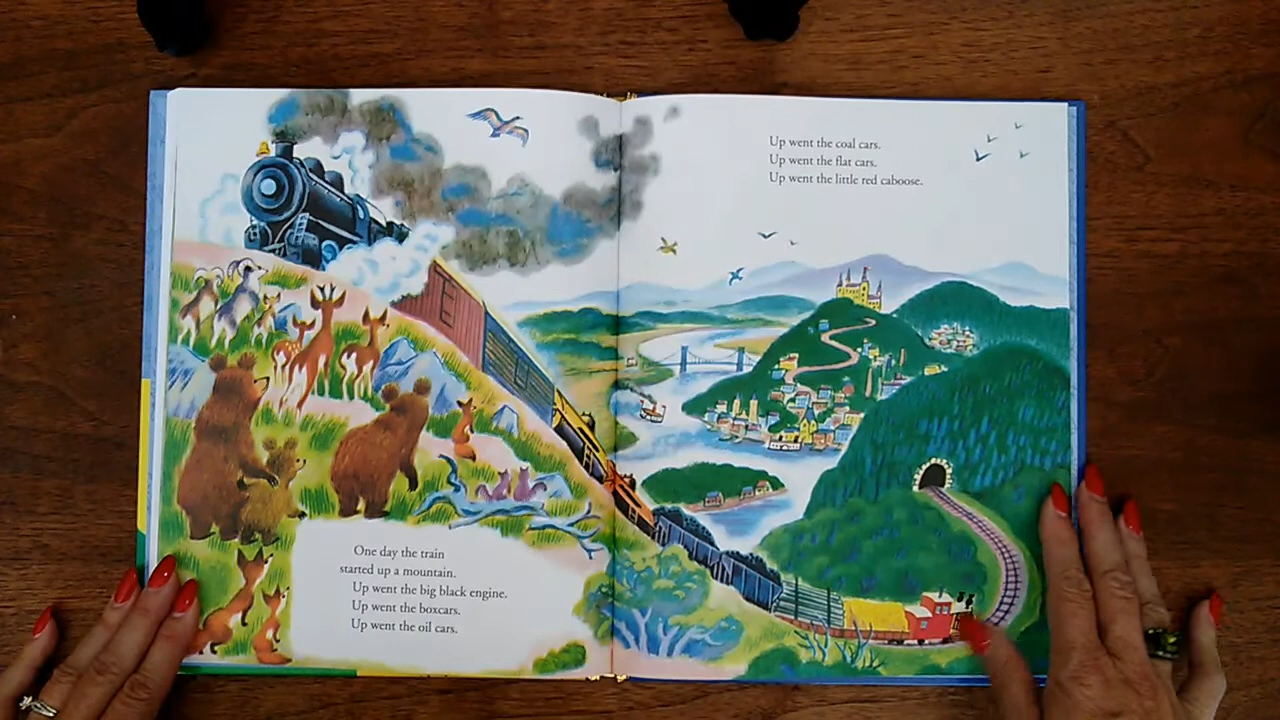 One day the train
started up a mountain.
Up went the big black engine.
Up went the boxcars.
Up went the oil cars.
Up went the coal cars.
Up went the flat cars.
Up went the little red caboose.